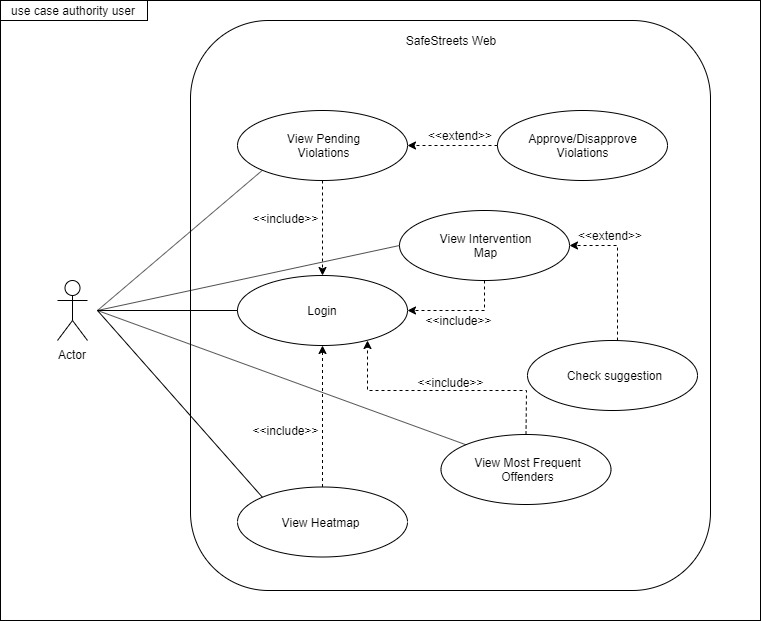 use case authority user
SafeStreets Web
View Pending
Violations
<<extend>>
Approve/Disapprove
Violations
<<include>>
View Intervention
Map
<<extend>>
Login
<<include>>
Actor
Check suggestion
<<include>>
<<include>>
View Most Frequent
Offenders
View Heatmap